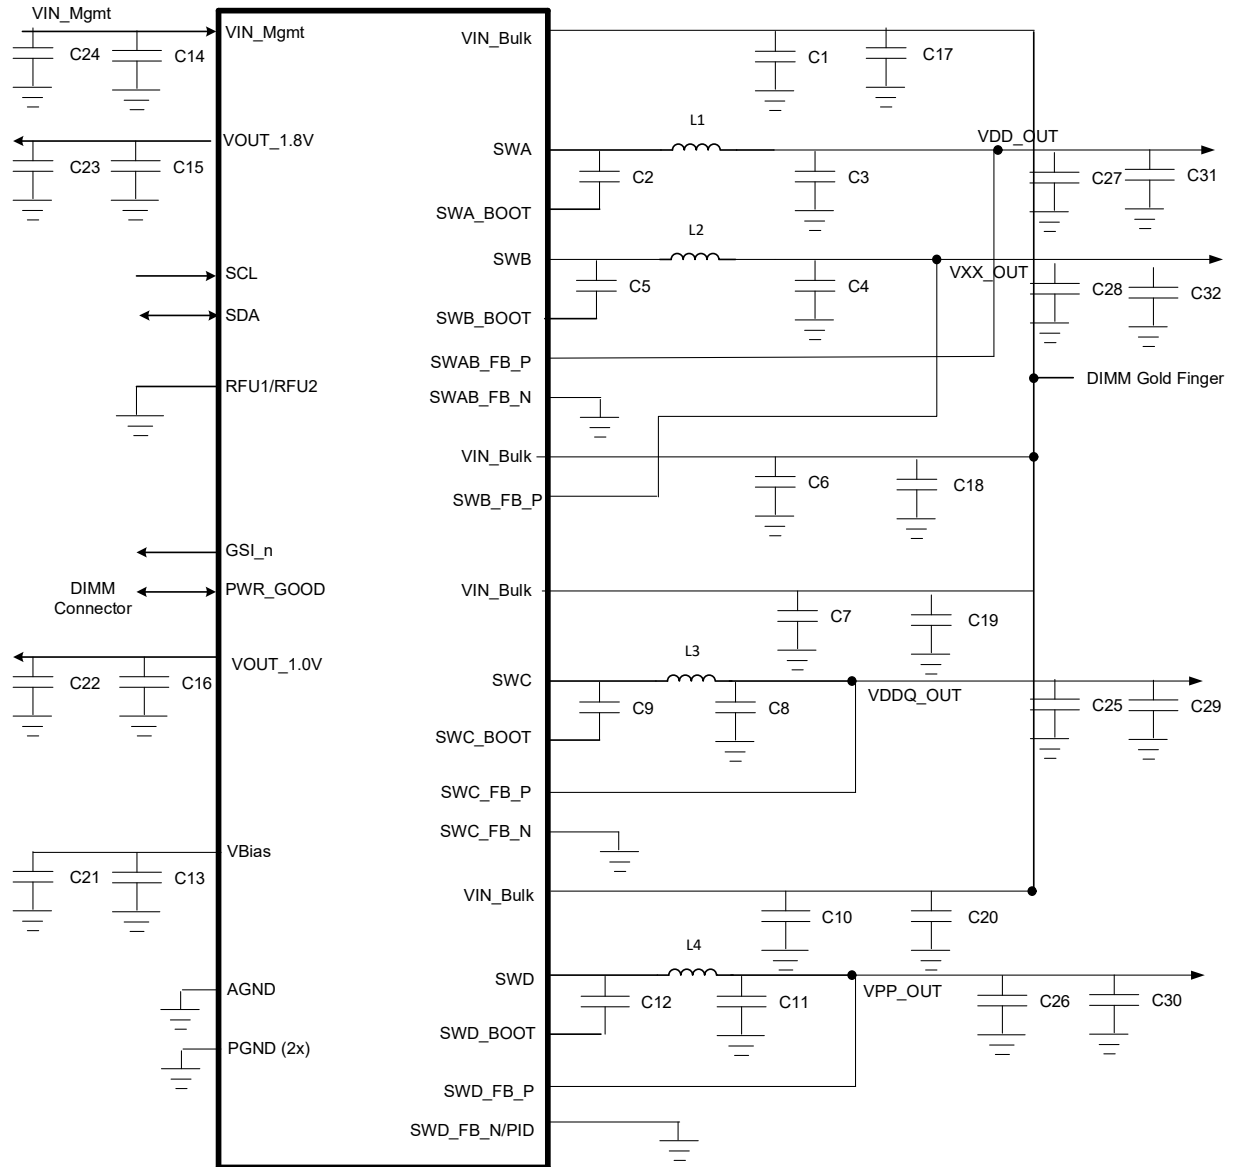 VIN_Mgmt
VIN_Mgmt
VIN_Bulk
C24
C14
C1
C17
VOUT_1.8V
L1
SWA
VDD_OUT
C23
C15
C2
C3
C27
C31
SWA_BOOT
L2
SWB
VXX_OUT
SCL
C5
C4
C28
C32
SDA
SWB_BOOT
SWAB_FB_P
RFU1/RFU2
DIMM Gold Finger
SWAB_FB_N
VIN_Bulk
C6
C18
SWB_FB_P
GSI_n
DIMM
Connector
PWR_GOOD
VIN_Bulk
C7
C19
VOUT_1.0V
L3
SWC
VDDQ_OUT
C22
C16
C9
C8
C25
C29
SWC_BOOT
SWC_FB_P
SWC_FB_N
VBias
C21
C13
VIN_Bulk
C10
C20
L4
SWD
VPP_OUT
AGND
C12
C11
C26
C30
SWD_BOOT
PGND (2x)
SWD_FB_P
SWD_FB_N/PID